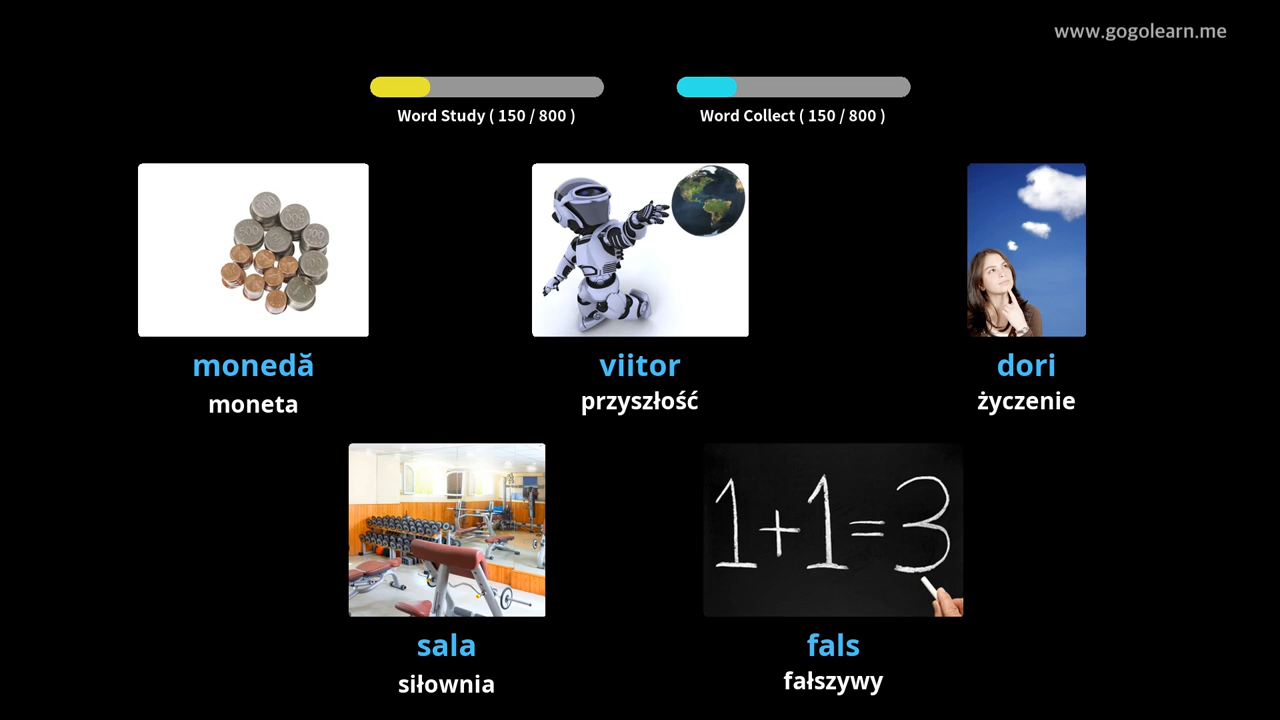 www.gogolearn.me
Word Study ( 150 / 800 )
Word Collect ( 150 / 800 )
monedă
moneta
viitor
przyszłość
dori
życzenie
1+1=3
sala
siłownia
fals
fałszywy